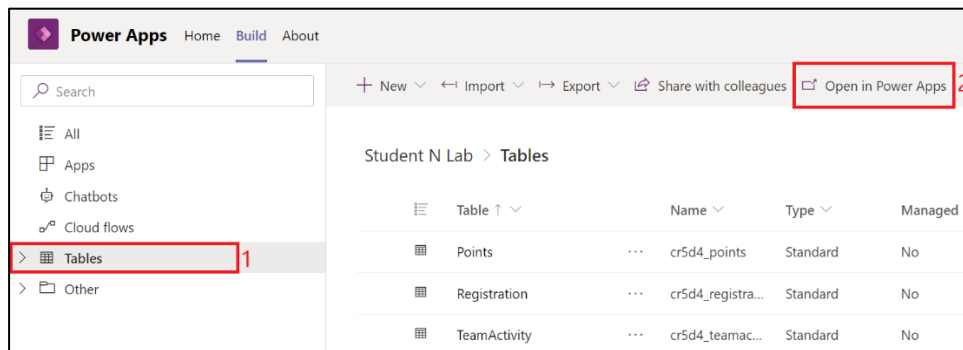 Power Apps Home Build About
Search
All
Apps
Chatbots
Cloud flows
Tables 1
Other
New Import Export Share with colleagues Open in Power Apps 2
Student N Lab > Tables
Table ↑ Name Type Managed
Points ... cr5d4_points Standard No
Registration ... cr5d4_registra... Standard No
TeamActivity ... cr5d4_teamac... Standard No